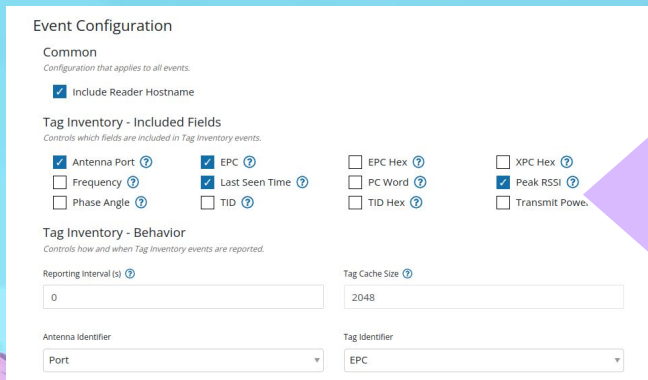 Event Configuration
Common
Configuration that applies to all events.
Include Reader Hostname
Tag Inventory - Included Fields
Controls which fields are included in Tag Inventory events.
Antenna Port ? EPC ? EPC Hex ? XPC Hex ?
Frequency ? Last Seen Time ? PC Word ? Peak RSSI ?
Phase Angle ? TID ? TID Hex ? Transmit Power
Tag Inventory - Behavior
Controls how and when Tag Inventory events are reported.
Reporting Interval (s) ? Tag Cache Size ?
0 2048
Antenna Identifier Tag Identifier
Port EPC